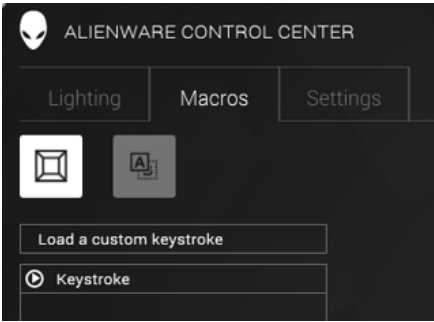 ALIENWARE CONTROL CENTER
Lighting Macros Settings
A
Load a custom keystroke
Keystroke